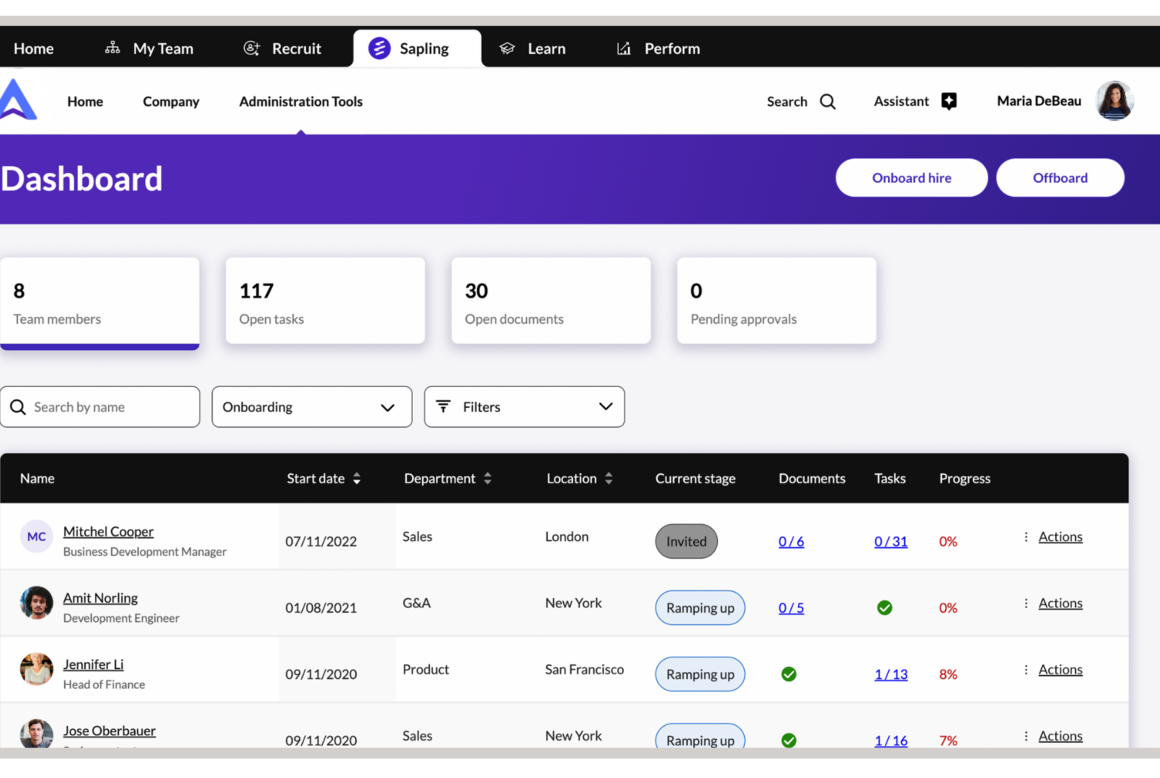 Home My Team Recruit Sapling Learn Perform
Home Company Administration Tools Search Assistant Maria DeBeau
Dashboard Onboard hire Offboard
8 117 30 0
Team members Open tasks Open documents Pending approvals
Search by name Onboarding Filters
Name Start date Department Location Current stage Documents Tasks Progress
MC Mitchel Cooper 07/11/2022 Sales London Invited 0 / 6 0 / 31 0% Actions
Business Development Manager
Amit Norling 01/08/2021 G&A New York Ramping up 0 / 5 0% Actions
Development Engineer
Jennifer Li 09/11/2020 Product San Francisco Ramping up 1 / 13 8% Actions
Head of Finance
Jose Oberbauer 09/11/2020 Sales New York Ramping up 1 / 16 7% Actions